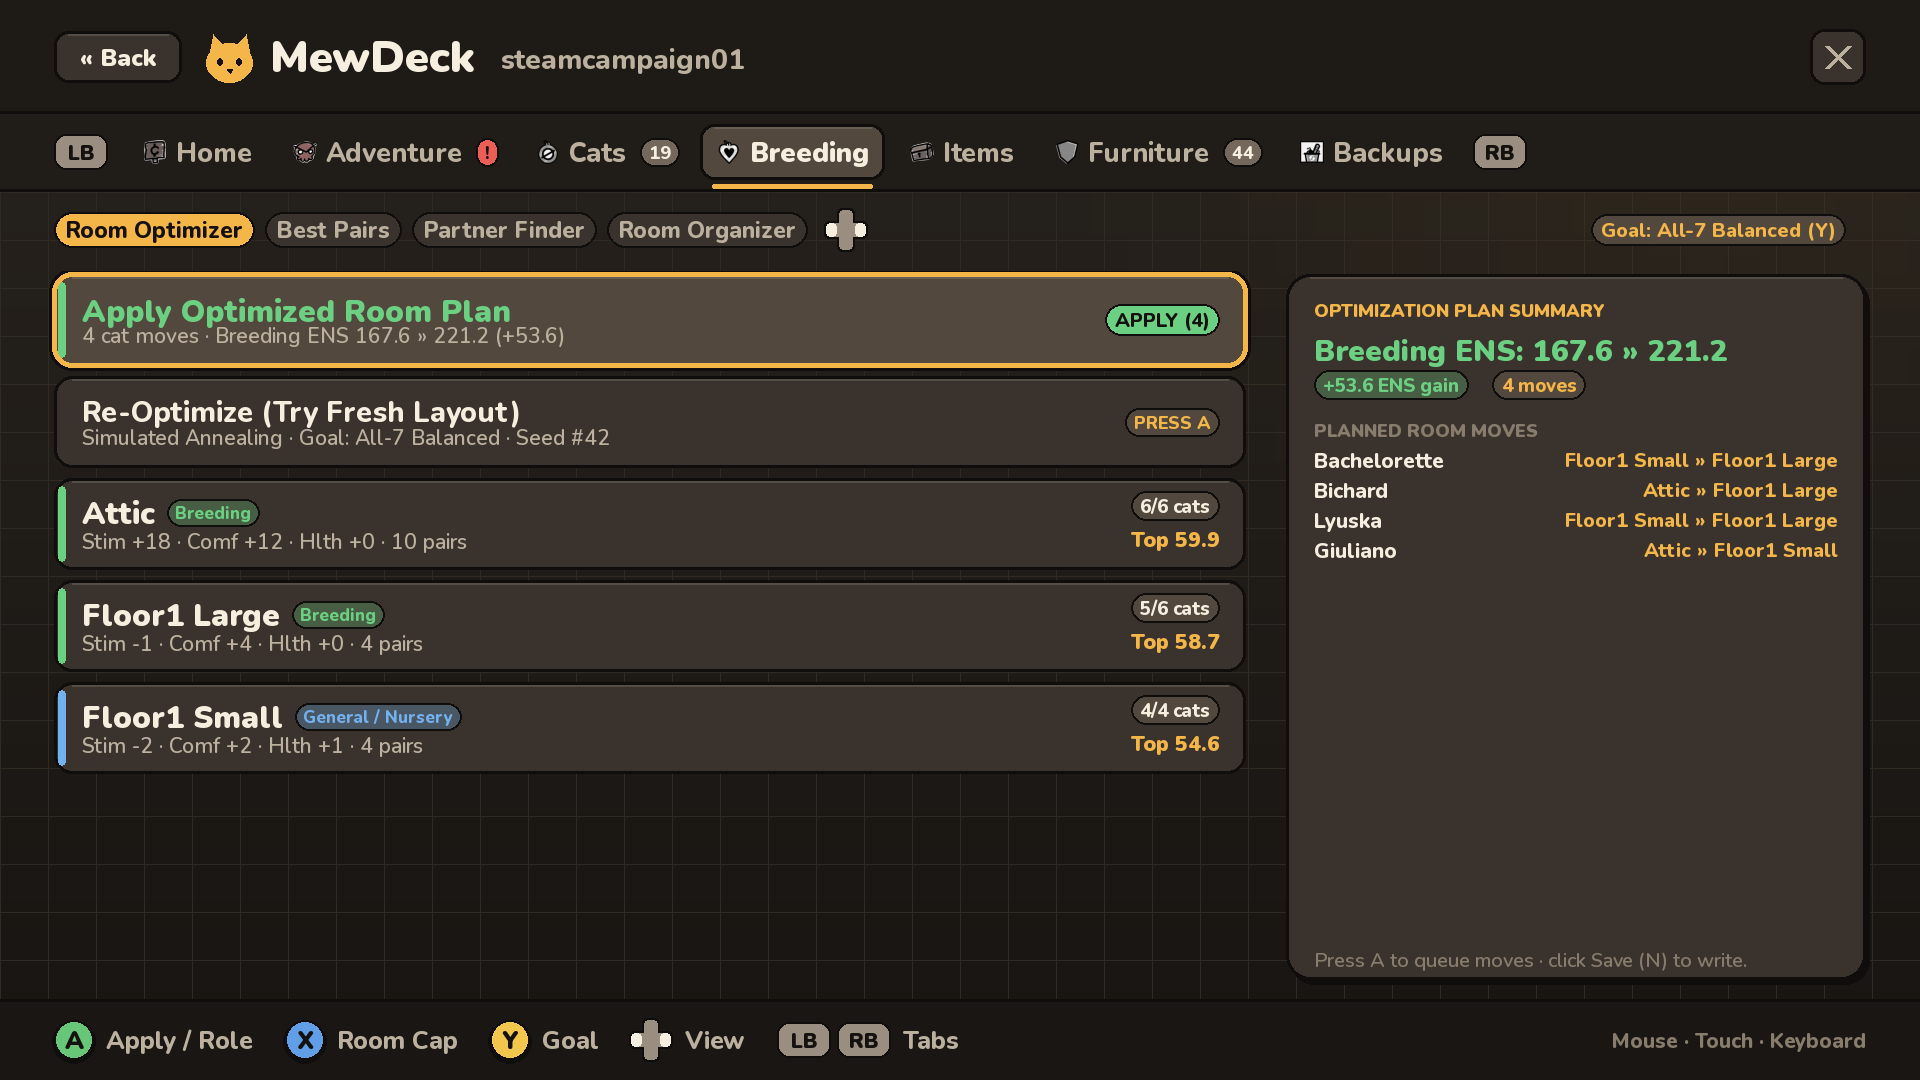 « Back
MewDeck
steamcampaign01
LB
Home
Adventure
!
Cats
19
Breeding
Items
Furniture
44
Backups
RB
Room Optimizer
Best Pairs
Partner Finder
Room Organizer
Goal: All-7 Balanced (Y)
Apply Optimized Room Plan
4 cat moves · Breeding ENS 167.6 » 221.2 (+53.6)
APPLY (4)
Re-Optimize (Try Fresh Layout)
Simulated Annealing · Goal: All-7 Balanced · Seed #42
PRESS A
Attic
Breeding
Stim +18 · Comf +12 · Hlth +0 · 10 pairs
6/6 cats
Top 59.9
Floor1 Large
Breeding
Stim -1 · Comf +4 · Hlth +0 · 4 pairs
5/6 cats
Top 58.7
Floor1 Small
General / Nursery
Stim -2 · Comf +2 · Hlth +1 · 4 pairs
4/4 cats
Top 54.6
OPTIMIZATION PLAN SUMMARY
Breeding ENS: 167.6 » 221.2
+53.6 ENS gain
4 moves
PLANNED ROOM MOVES
Bachelorette Floor1 Small » Floor1 Large
Bichard Attic » Floor1 Large
Lyuska Floor1 Small » Floor1 Large
Giuliano Attic » Floor1 Small
Press A to queue moves · click Save (N) to write.
A Apply / Role
X Room Cap
Y Goal
View
LB RB Tabs
Mouse · Touch · Keyboard